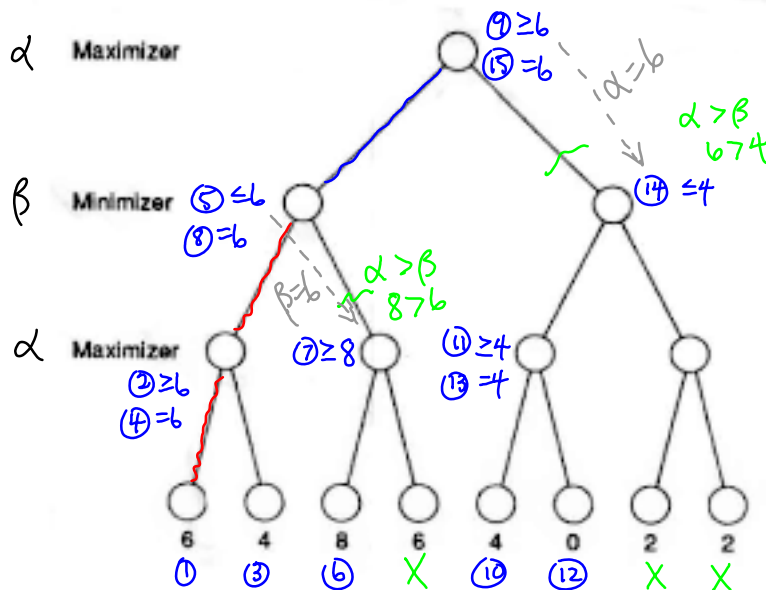 ⑨ ≥6
α Maximizer ⑮ =6
α=6
α > β
6>4
β Minimizer ⑤ ≤6 ⑭ ≤4
⑧ =6
β=6 α > β
8>6
α Maximizer ⑦ ≥8 ⑪ ≥4
② ≥6 ⑬ =4
④ =6
6 4 8 6 4 0 2 2
① ③ ⑥ X ⑩ ⑫ X X